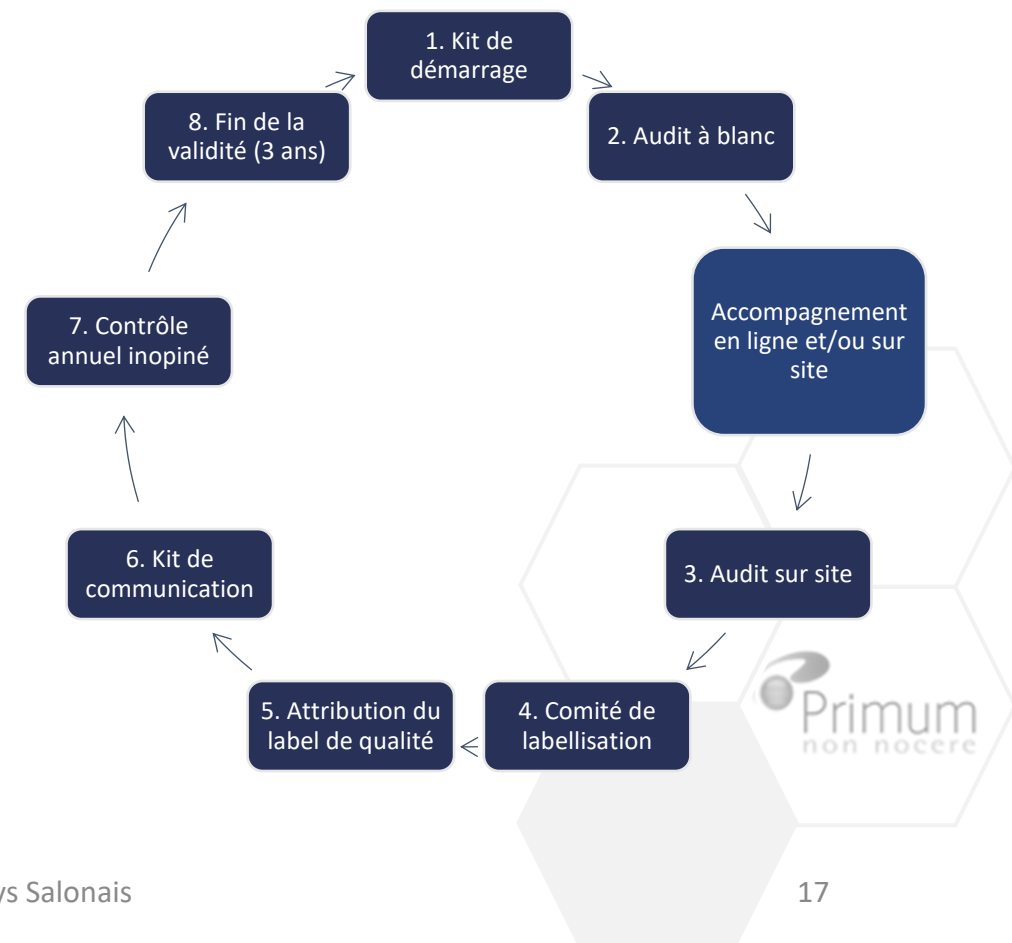 1. Kit de
démarrage
2. Audit à blanc
Accompagnement
en ligne et/ou sur
site
3. Audit sur site
4. Comité de
labellisation
5. Attribution du
label de qualité
6. Kit de
communication
7. Contrôle
annuel inopiné
8. Fin de la
validité (3 ans)
Primum
non nocere
ys Salonais
17